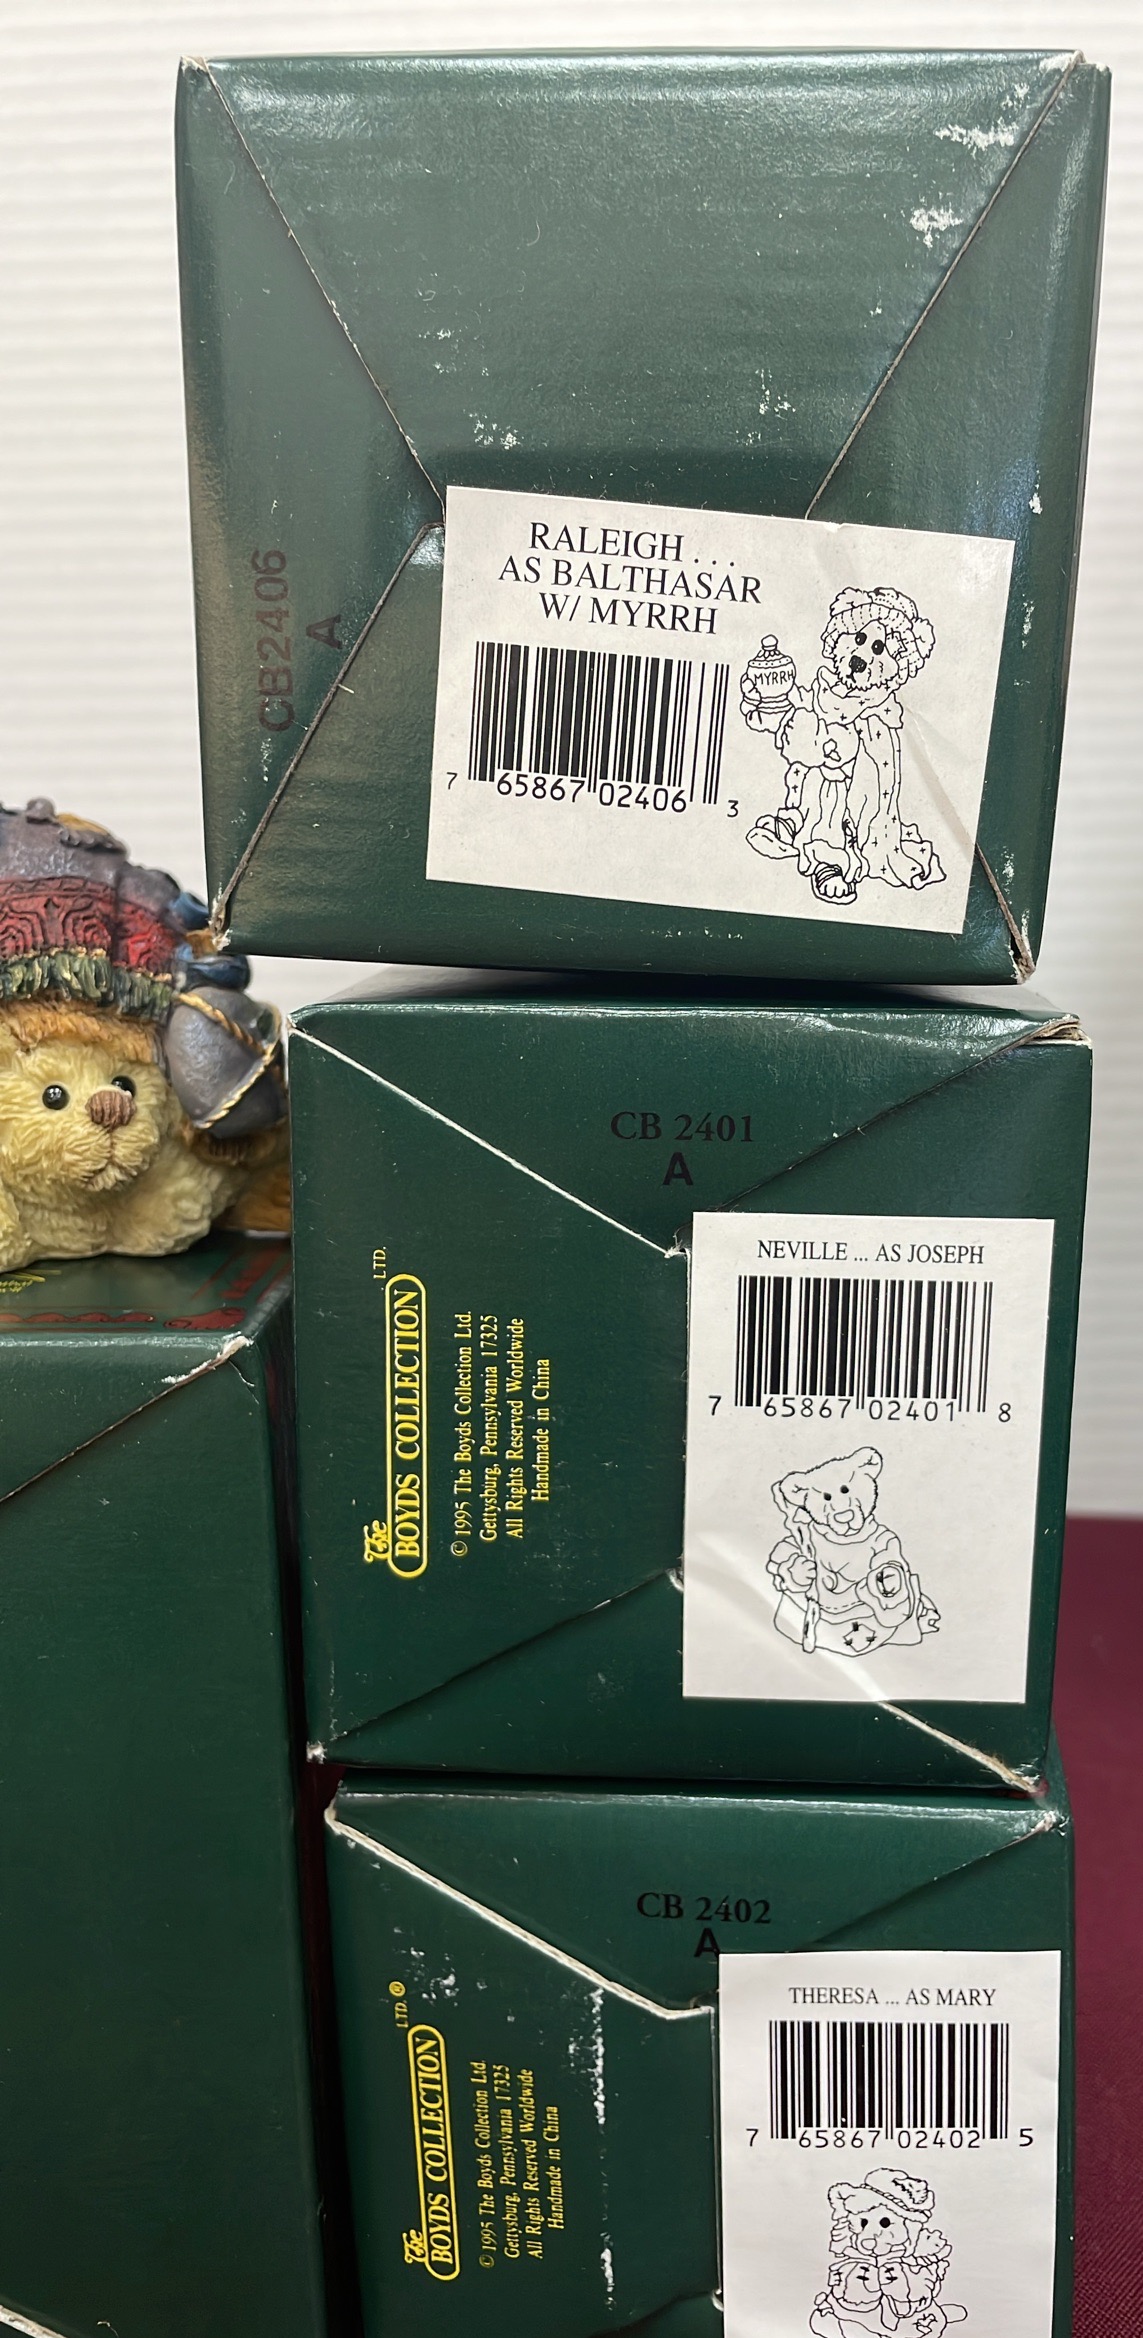 CB2406
A
RALEIGH . . .
AS BALTHASAR
W/ MYRRH
MYRRH
7 65867 02406 3
CB 2401
A
The
BOYDS COLLECTION
LTD.
© 1995 The Boyds Collection Ltd.
Gettysburg, Pennsylvania 17325
All Rights Reserved Worldwide
Handmade in China
NEVILLE ... AS JOSEPH
7 65867 02401 8
CB 2402
A
The
BOYDS COLLECTION
LTD.®
© 1995 The Boyds Collection Ltd.
Gettysburg, Pennsylvania 17325
All Rights Reserved Worldwide
Handmade in China
THERESA ... AS MARY
7 65867 02402 5